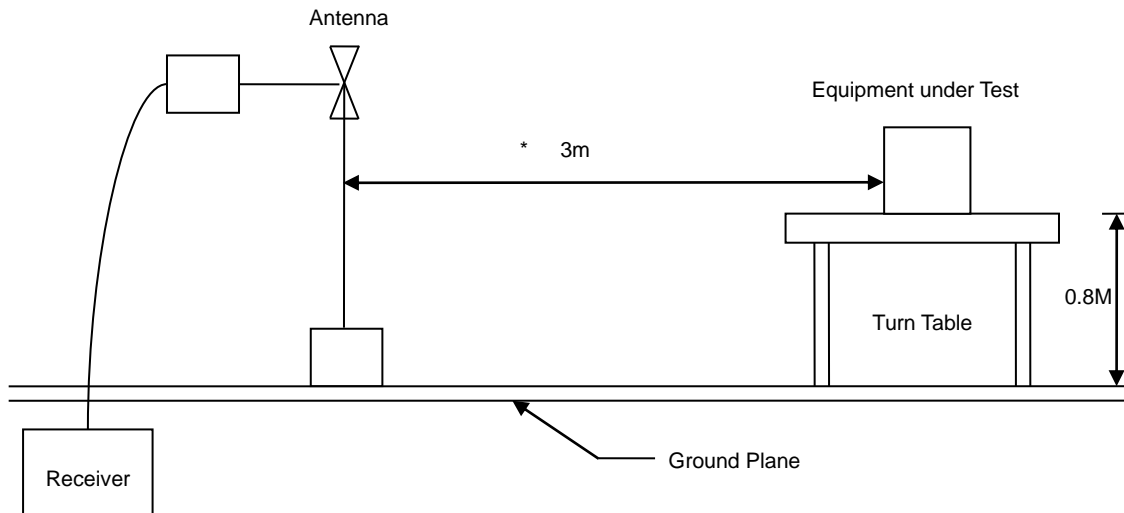 Antenna
Equipment under Test
* 3m
0.8M
Turn Table
Ground Plane
Receiver